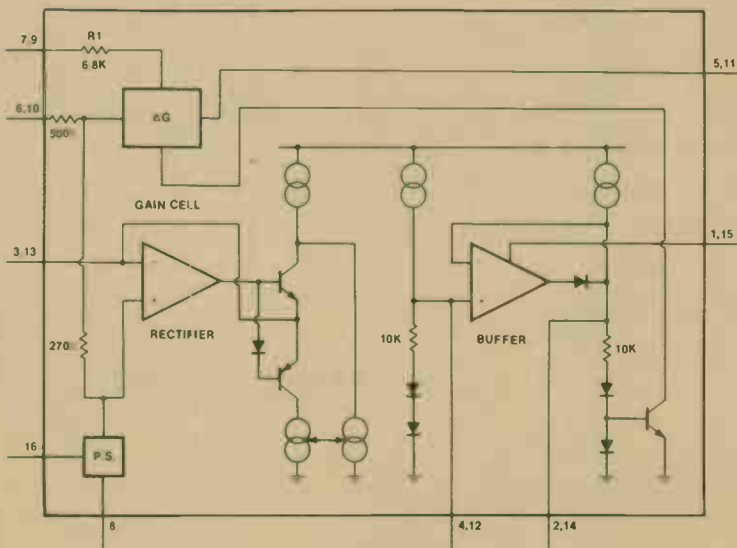 7,9
R1
6.8K
5,11
6,10
ΔG
GAIN CELL
3,13
1,15
RECTIFIER
10K
BUFFER
10K
270
16
P.S.
8
4,12
2,14